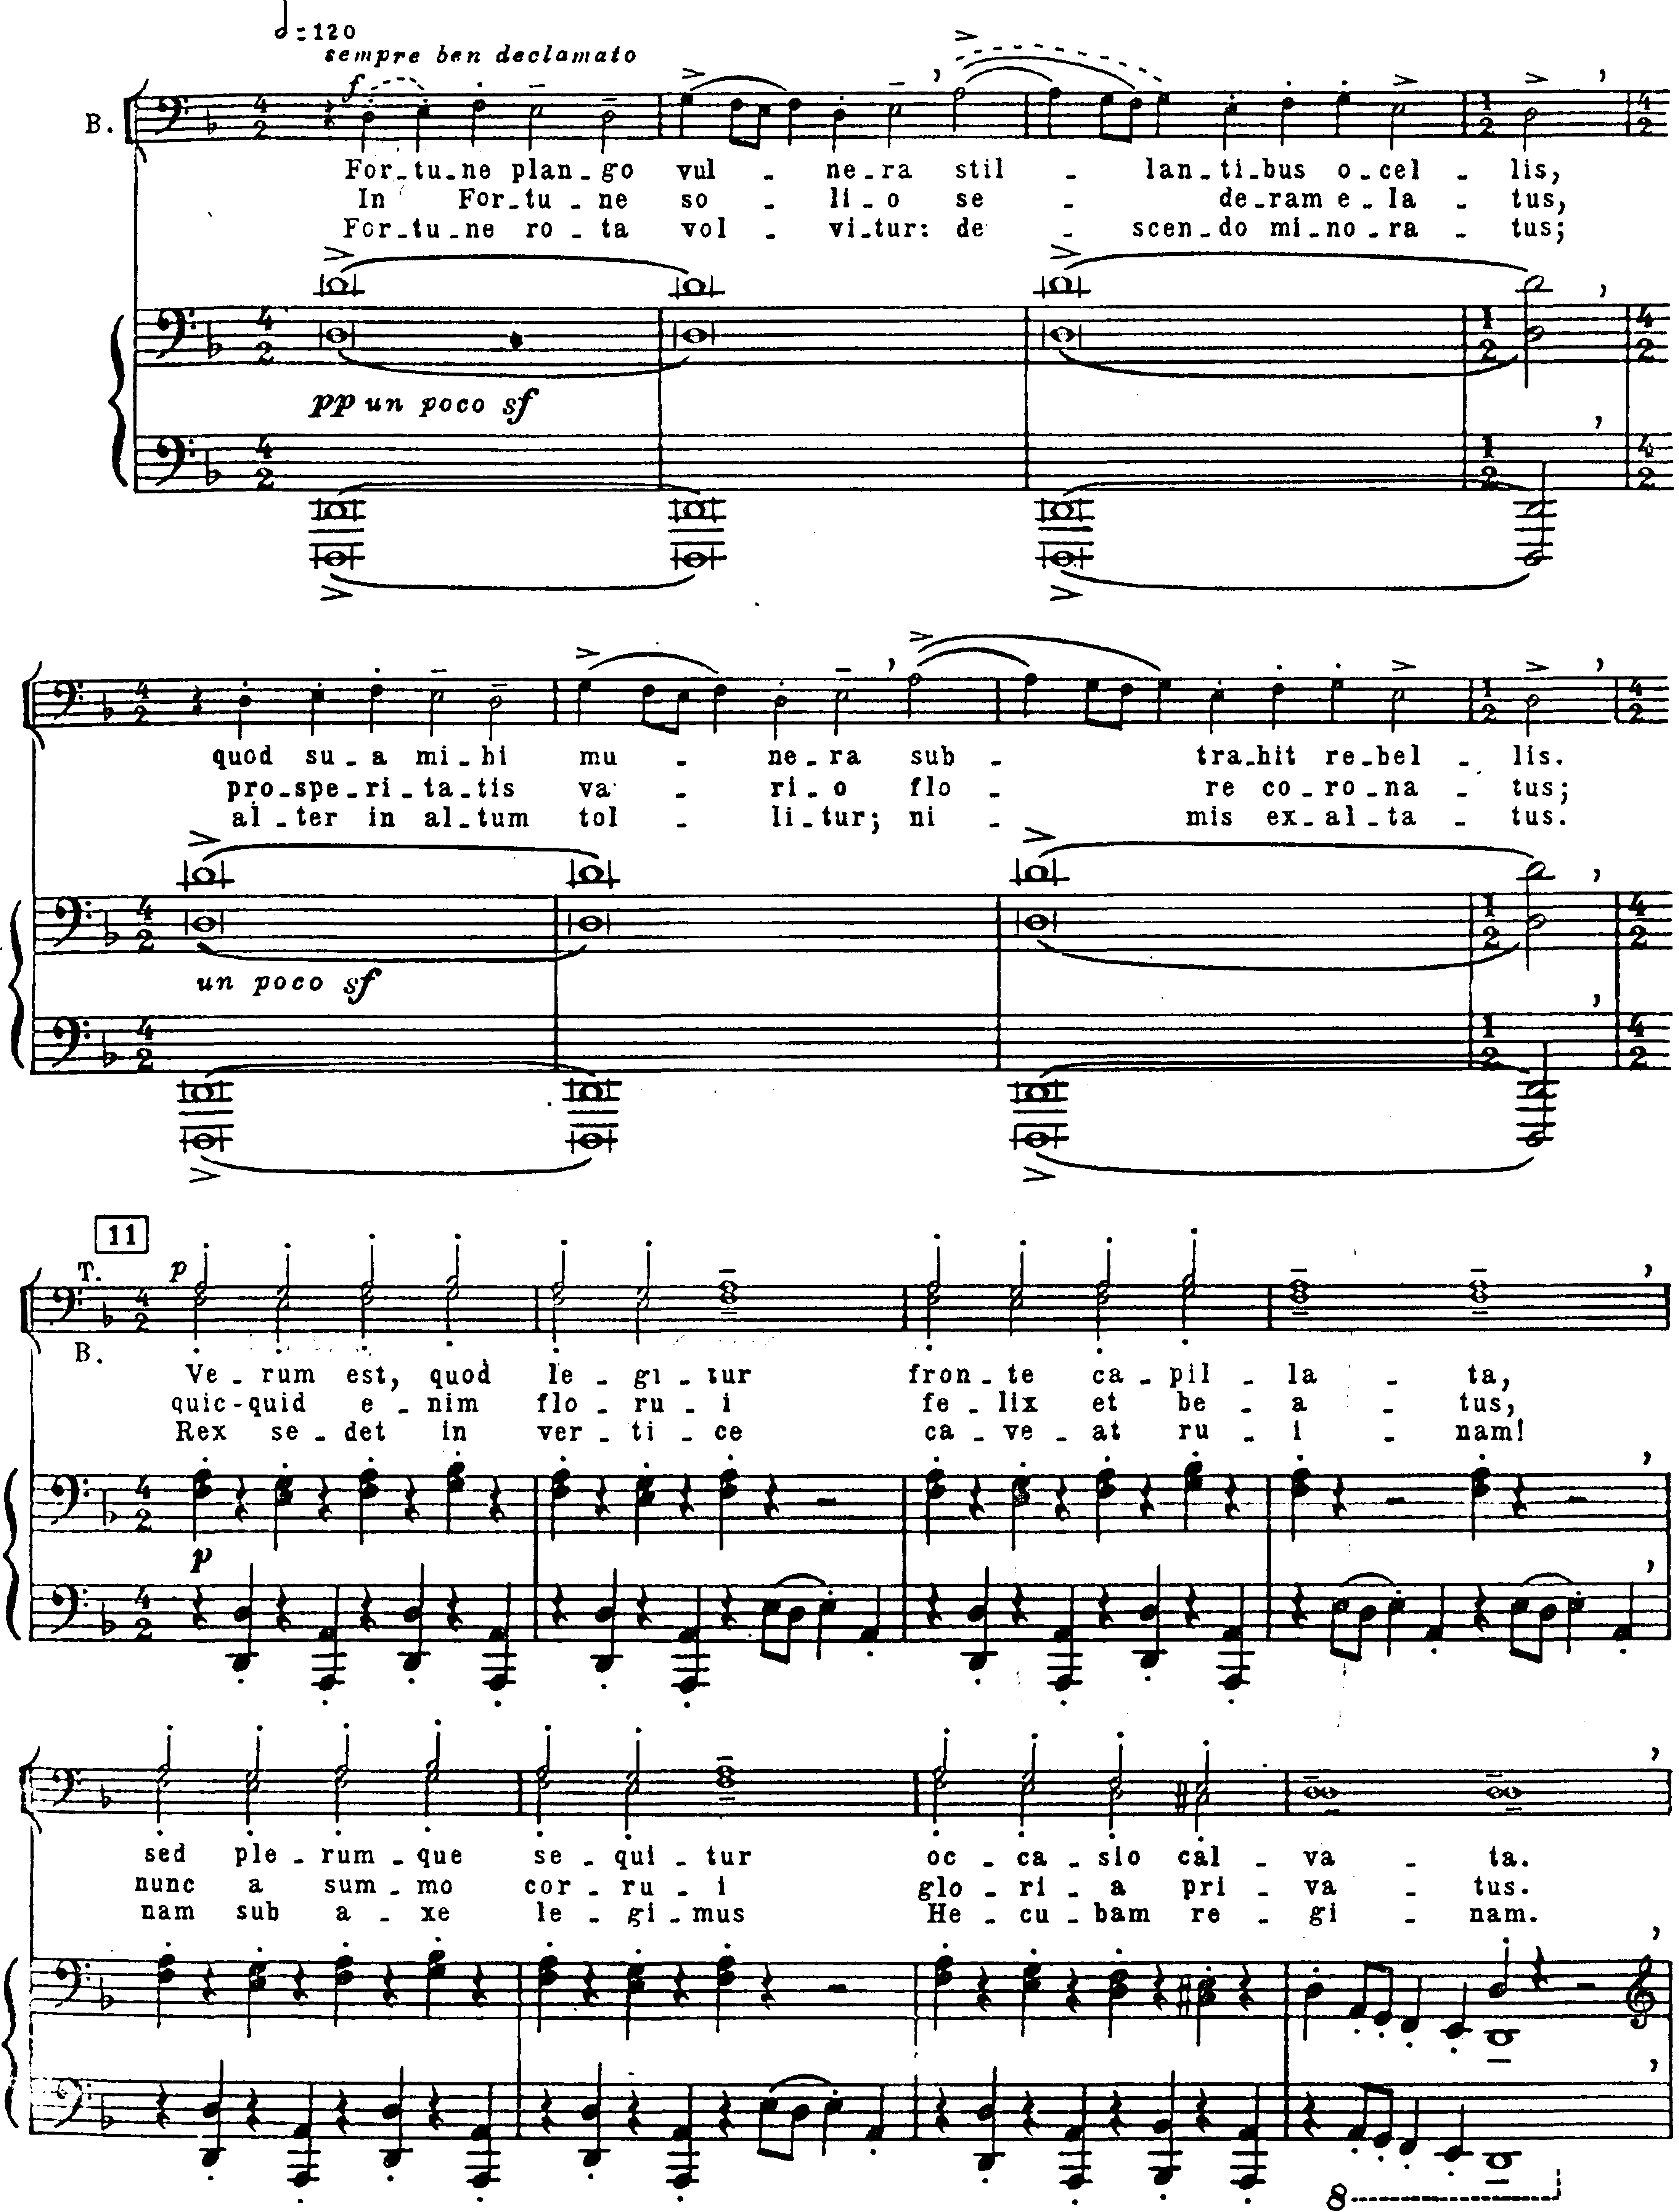 =120
sempre ben declamato
f
B.
For-tu-ne plan-go vul - ne-ra stil - lan-ti-bus o-cel - lis,
In For-tu-ne so - li-o se - de-ram e-la - tus,
For-tu-ne ro-ta vol - vi-tur: de - scen-do mi-no-ra - tus;
pp un poco sf
quod su-a mi-hi mu - ne-ra sub - tra-hit re-bel - lis.
pro-spe-ri-ta-tis va - ri-o flo - re co-ro-na - tus;
al-ter in al-tum tol - li-tur; ni - mis ex-al-ta - tus.
un poco sf
11
T.
p
B.
Ve-rum est, quod le-gi-tur fron-te ca-pil - la - ta,
quic-quid e-nim flo-ru-i fe-lix et be - a - tus,
Rex se-det in ver-ti-ce ca-ve-at ru - i - nam!
p
sed ple-rum-que se-qui-tur oc-ca-sio cal - va - ta.
nunc a sum-mo cor-ru-i glo-ri-a pri - va - tus.
nam sub a-xe le-gi-mus He-cu-bam re - gi - nam.
8